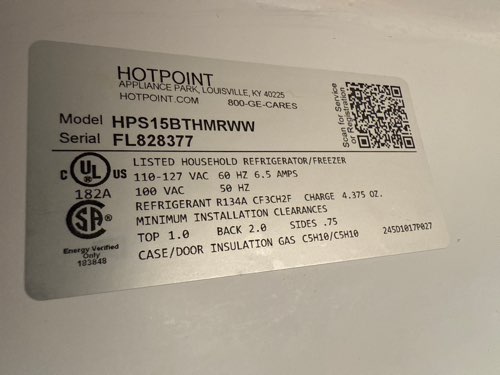 HOTPOINT
APPLIANCE PARK, LOUISVILLE, KY 40225
HOTPOINT.COM 800-GE-CARES
Scan for Service
or Registration
Model HPS15BTHMRWW
Serial FL828377
C UL US
LISTED HOUSEHOLD REFRIGERATOR/FREEZER
182A
110-127 VAC 60 HZ 6.5 AMPS
100 VAC 50 HZ
REFRIGERANT R134A CF3CH2F CHARGE 4.375 OZ.
SA
MINIMUM INSTALLATION CLEARANCES
TOP 1.0 BACK 2.0 SIDES .75
Energy Verified
Only
183848
CASE/DOOR INSULATION GAS C5H10/C5H10 245D1017P027